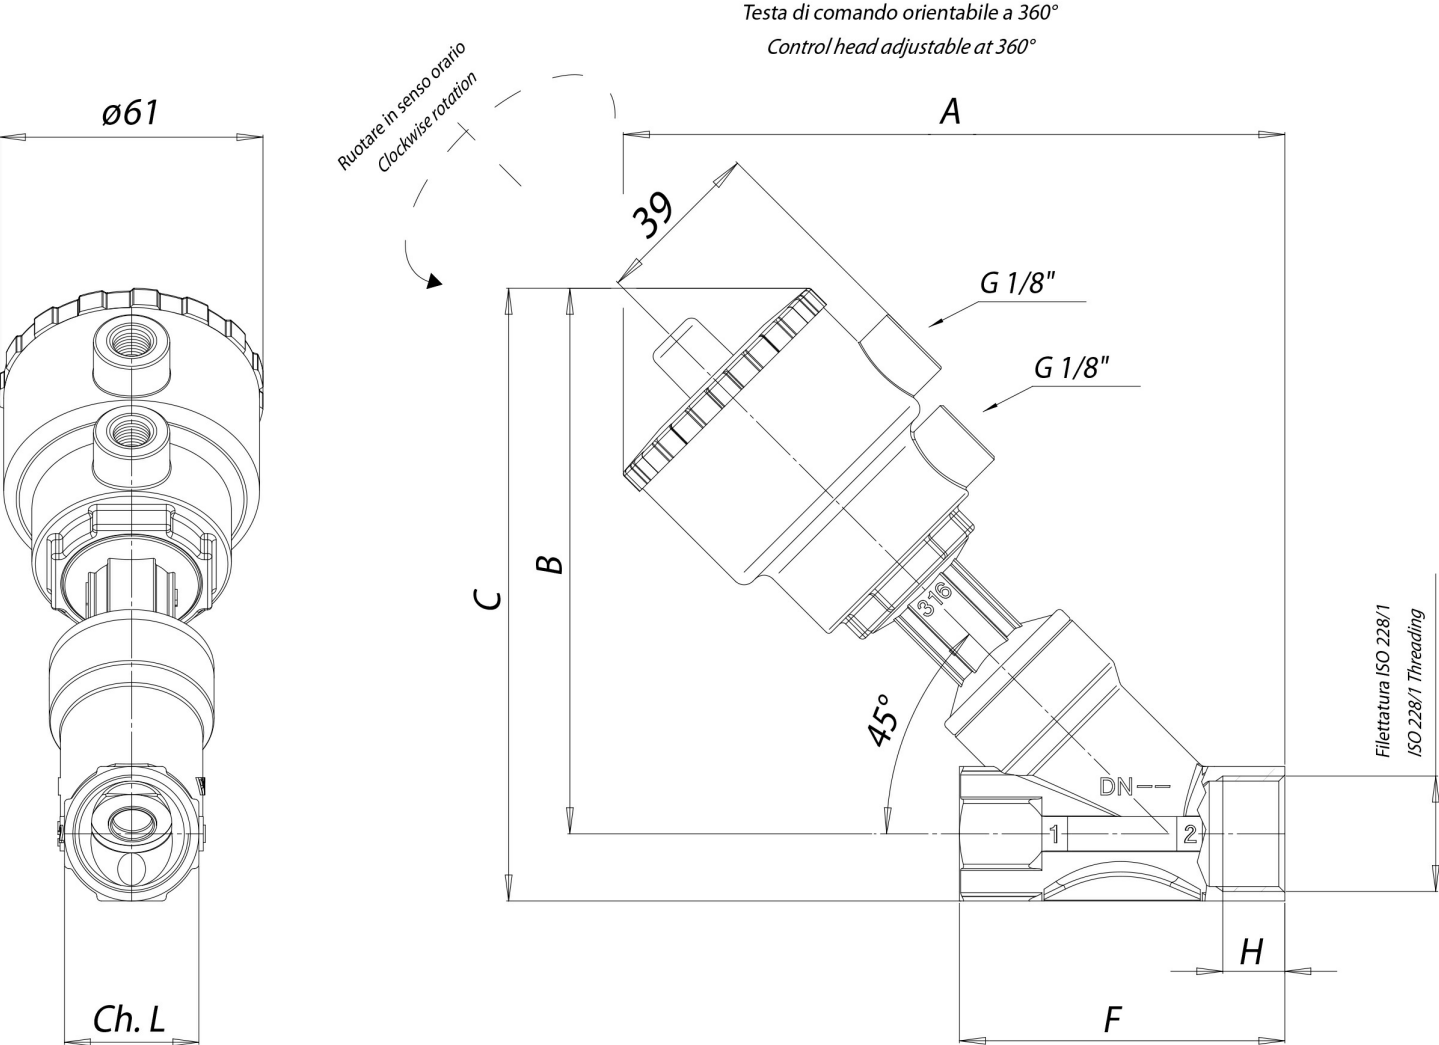 Testa di comando orientabile a 360°
Control head adjustable at 360°
Ruotare in senso orario
Clockwise rotation
ø61
A
39
G 1/8"
G 1/8"
C
B
316
45°
DN--
1
2
Filettatura ISO 228/1
ISO 228/1 Threading
H
Ch. L
F